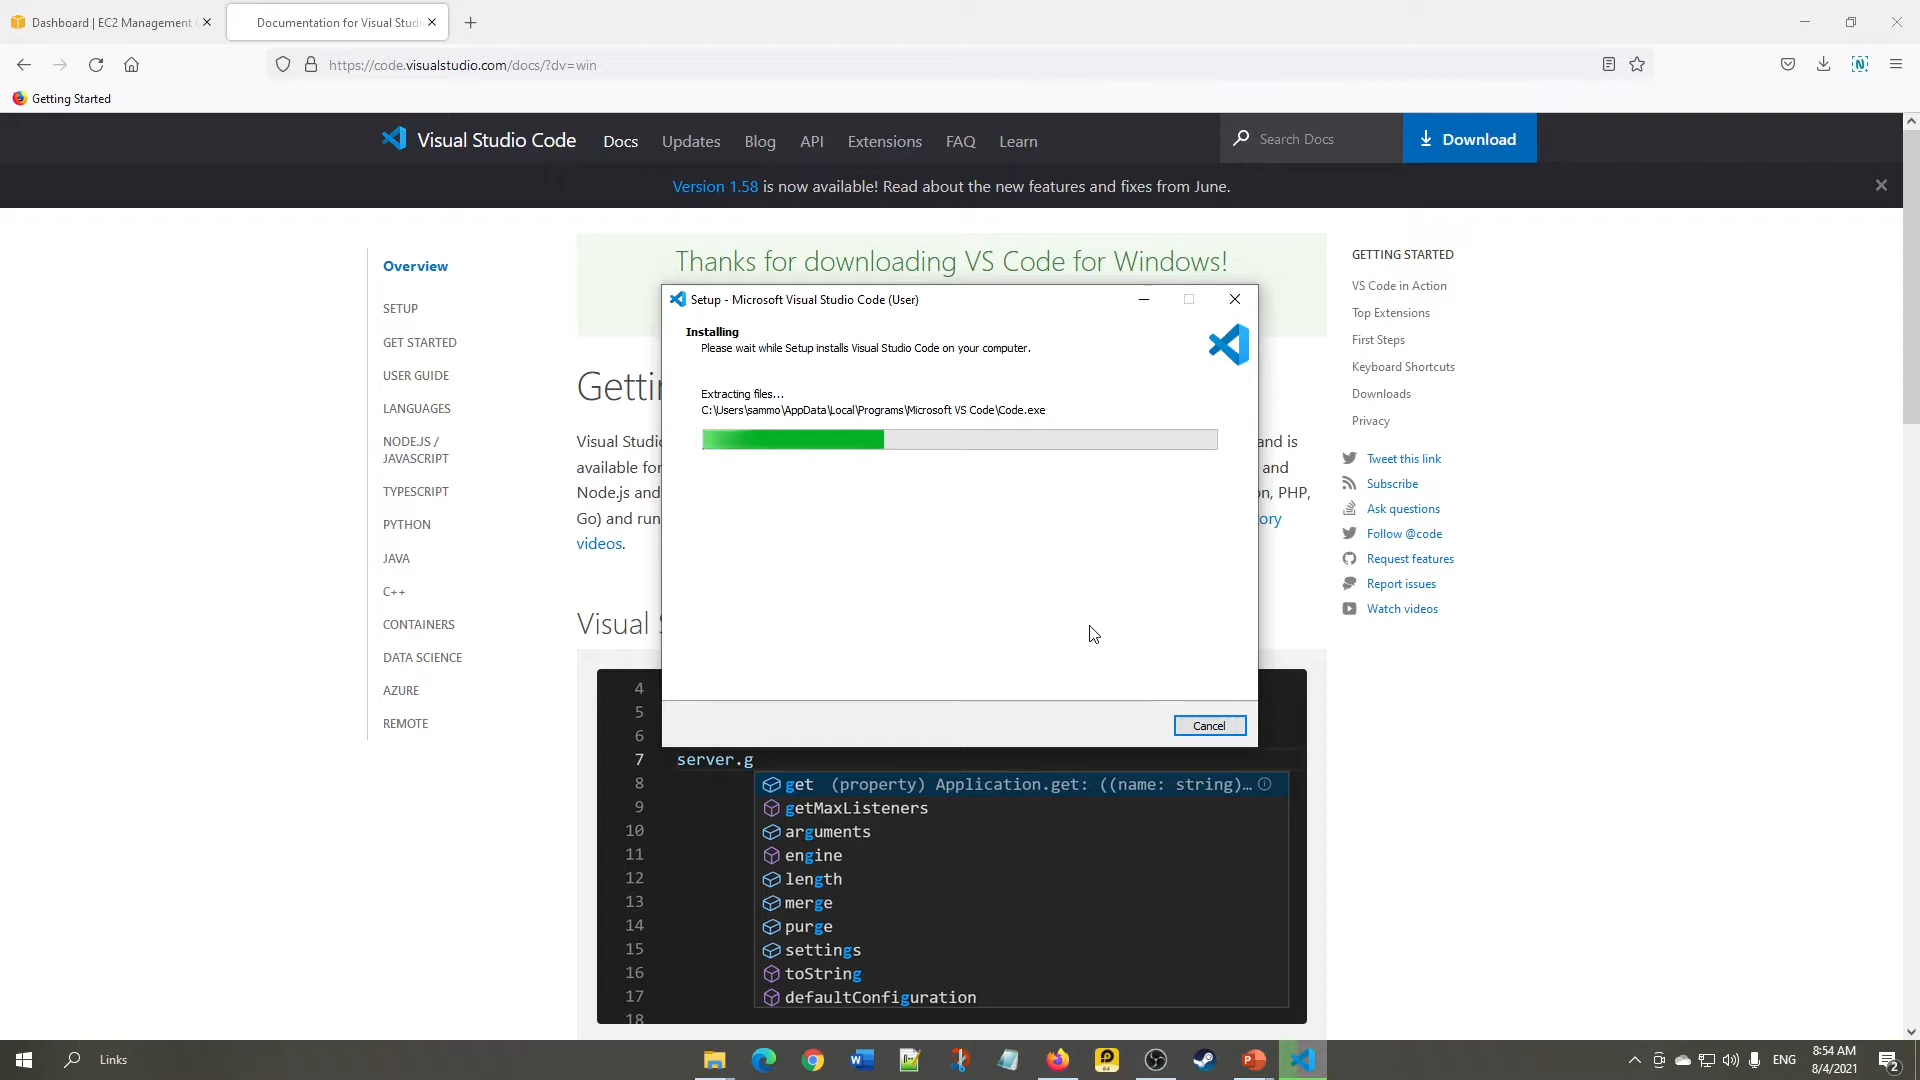 Dashboard | EC2 Management C
Documentation for Visual Studi
https://code.visualstudio.com/docs/?dv=win
Getting Started
Visual Studio Code
Docs
Updates
Blog
API
Extensions
FAQ
Learn
Search Docs
Download
Version 1.58 is now available! Read about the new features and fixes from June.
Overview
SETUP
GET STARTED
USER GUIDE
LANGUAGES
NODE.JS /
JAVASCRIPT
TYPESCRIPT
PYTHON
JAVA
C++
CONTAINERS
DATA SCIENCE
AZURE
REMOTE
Thanks for downloading VS Code for Windows!
Setup - Microsoft Visual Studio Code (User)
Installing
Please wait while Setup installs Visual Studio Code on your computer.
Extracting files...
C:\Users\sammo\AppData\Local\Programs\Microsoft VS Code\Code.exe
Cancel
Visual Studi
and is
available for
and
Node.js and
PHP,
Go) and run
videos.
Visual
4
5
6
7 server.g
8 get (property) Application.get: ((name: string)…
9 getMaxListeners
10 arguments
11 engine
12 length
13 merge
14 purge
15 settings
16 toString
17 defaultConfiguration
18
GETTING STARTED
VS Code in Action
Top Extensions
First Steps
Keyboard Shortcuts
Downloads
Privacy
Tweet this link
Subscribe
Ask questions
Follow @code
Request features
Report issues
Watch videos
Links
ENG
8:54 AM
8/4/2021
2